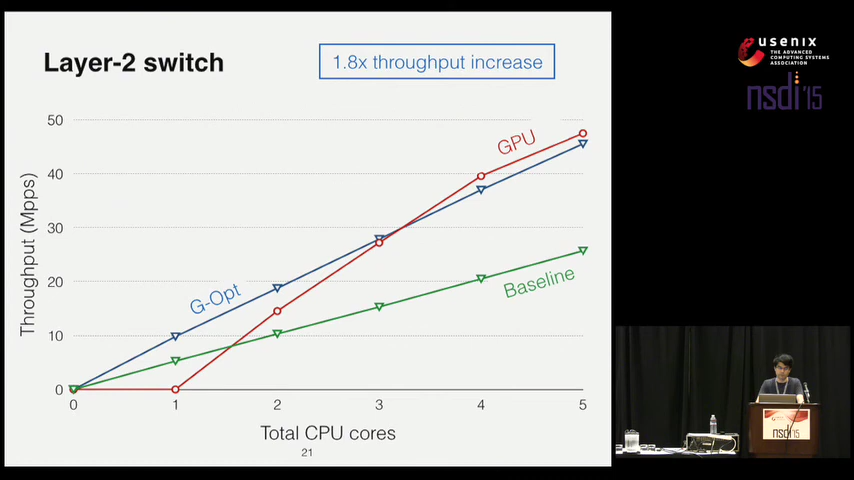 Layer-2 switch
1.8x throughput increase
50
40
30
20
10
0
Throughput (Mpps)
GPU
G-Opt
Baseline
0 1 2 3 4 5
Total CPU cores
21
usenix
THE ADVANCED
COMPUTING SYSTEMS
ASSOCIATION
nsdi '15
nsdi'15